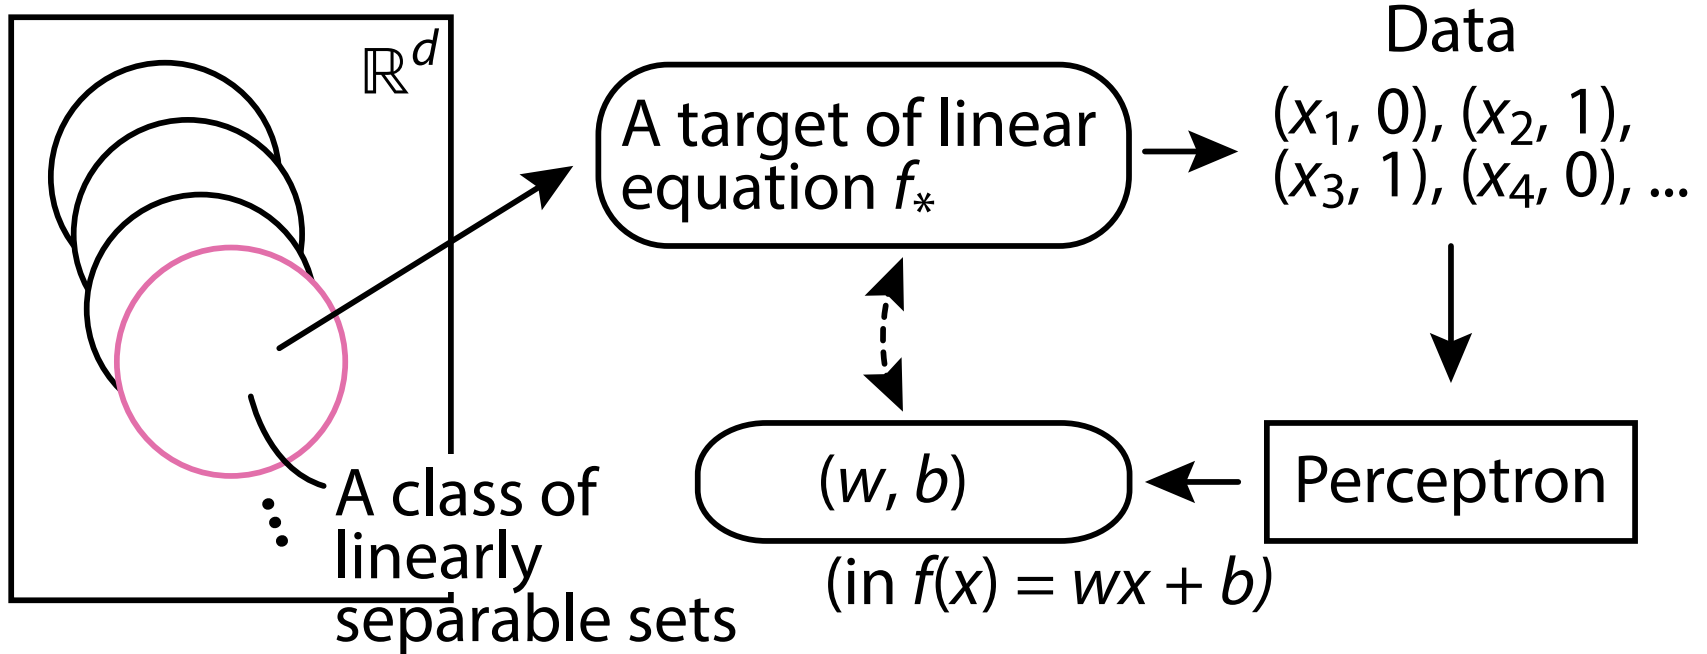 ℝᵈ
A target of linear
equation f*
Data
(x₁, 0), (x₂, 1),
(x₃, 1), (x₄, 0), ...
A class of
linearly
separable sets
(w, b)
(in f(x) = wx + b)
Perceptron